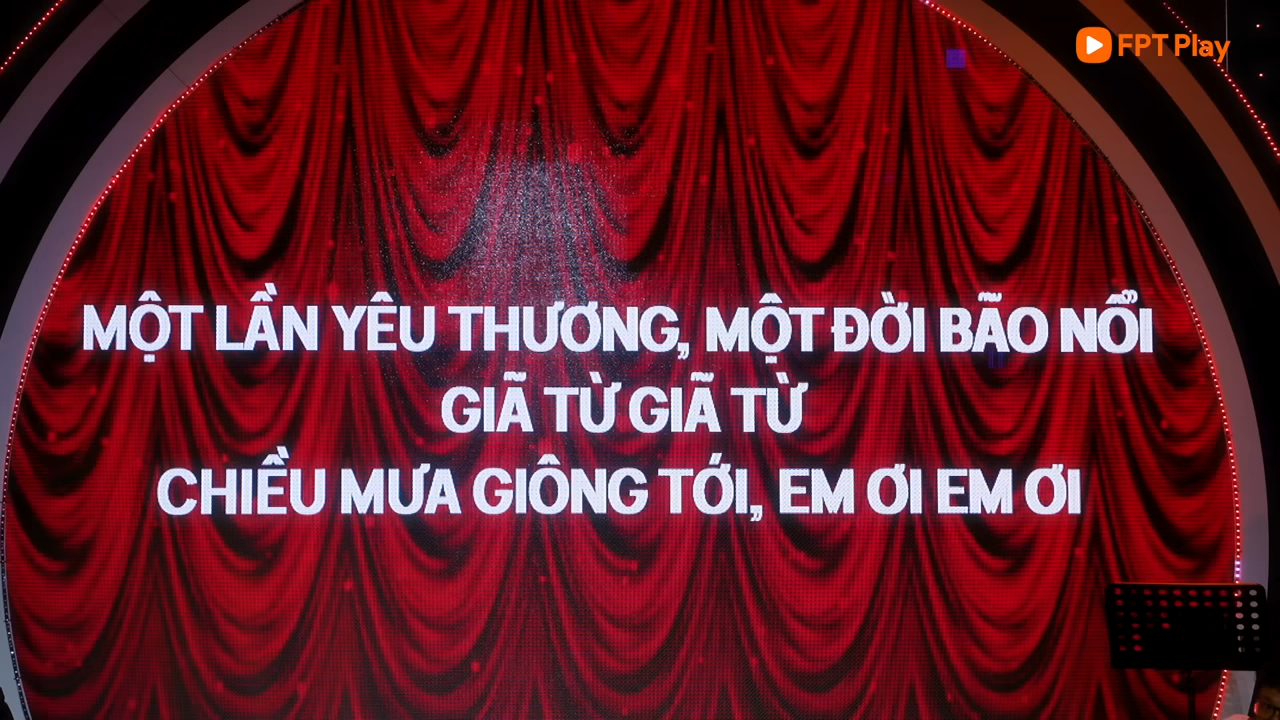 FPT Play
MỘT LẦN YÊU THƯƠNG, MỘT ĐỜI BÃO NỔI
GIÃ TỪ GIÃ TỪ
CHIỀU MƯA GIÔNG TỚI, EM ƠI EM ƠI